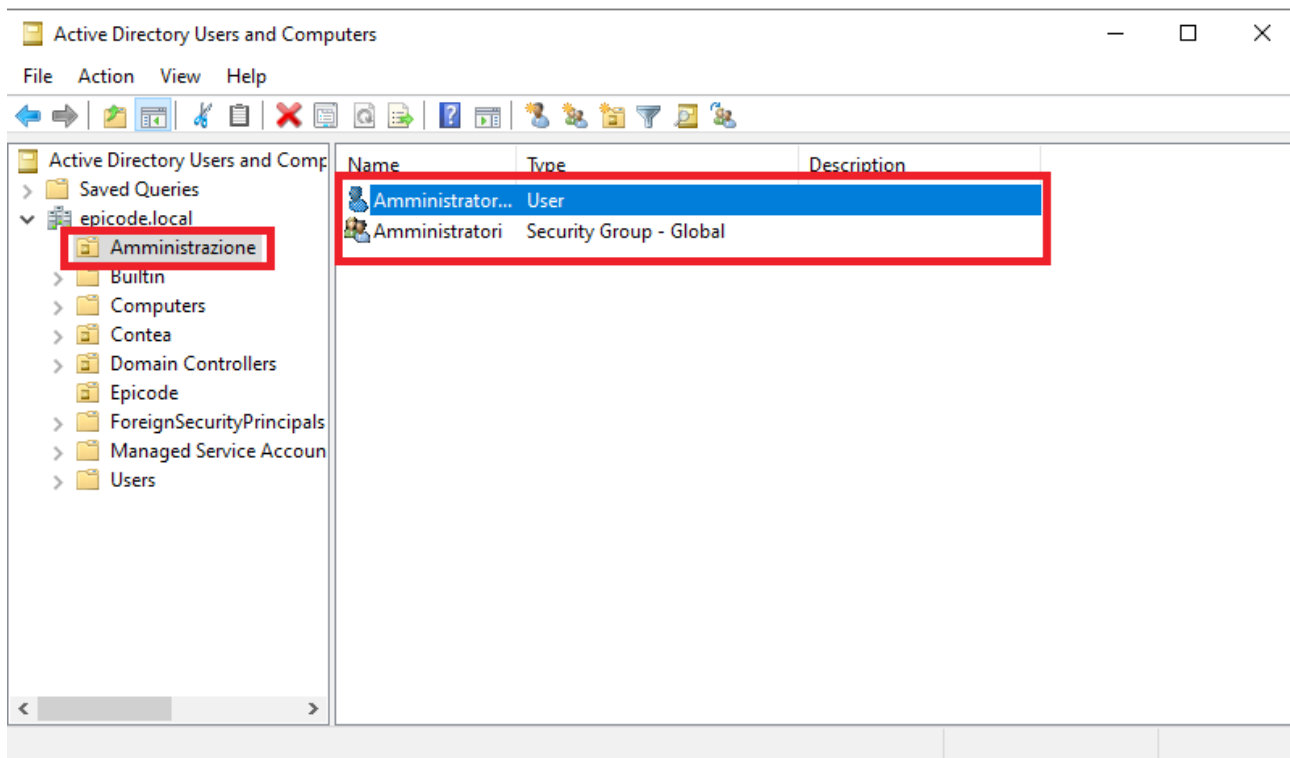 Active Directory Users and Computers
File Action View Help
Active Directory Users and Comp
Saved Queries
epicode.local
Amministrazione
Builtin
Computers
Contea
Domain Controllers
Epicode
ForeignSecurityPrincipals
Managed Service Accoun
Users
Name Type Description
Amministrator... User
Amministratori Security Group - Global